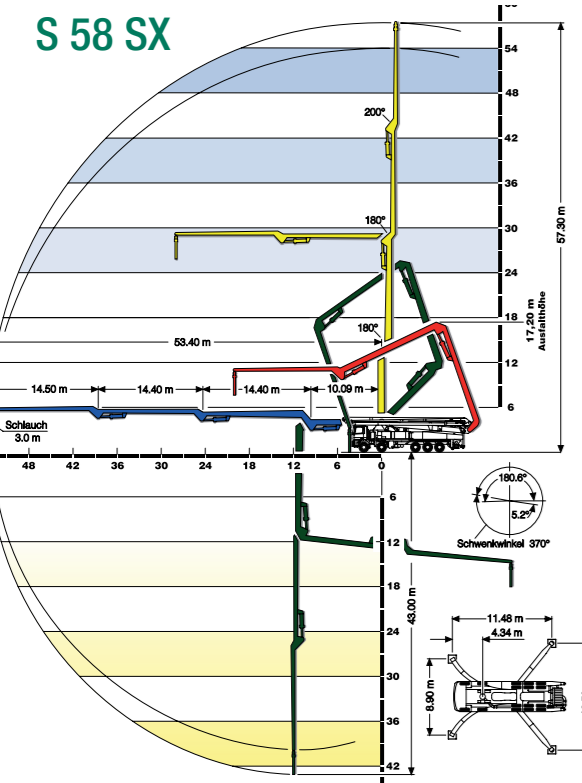 S 58 SX
54
48
42
36
30
24
18
12
6
200°
180°
180°
57.30 m
17,20 m
Ausfalthöhe
53.40 m
14.50 m
14.40 m
14.40 m
10.09 m
Schlauch
3.0 m
48
42
36
30
24
18
12
6
0
6
12
18
24
30
36
42
43.00 m
180.6°
5.2°
Schwenkwinkel 370°
11.48 m
4.34 m
8.90 m